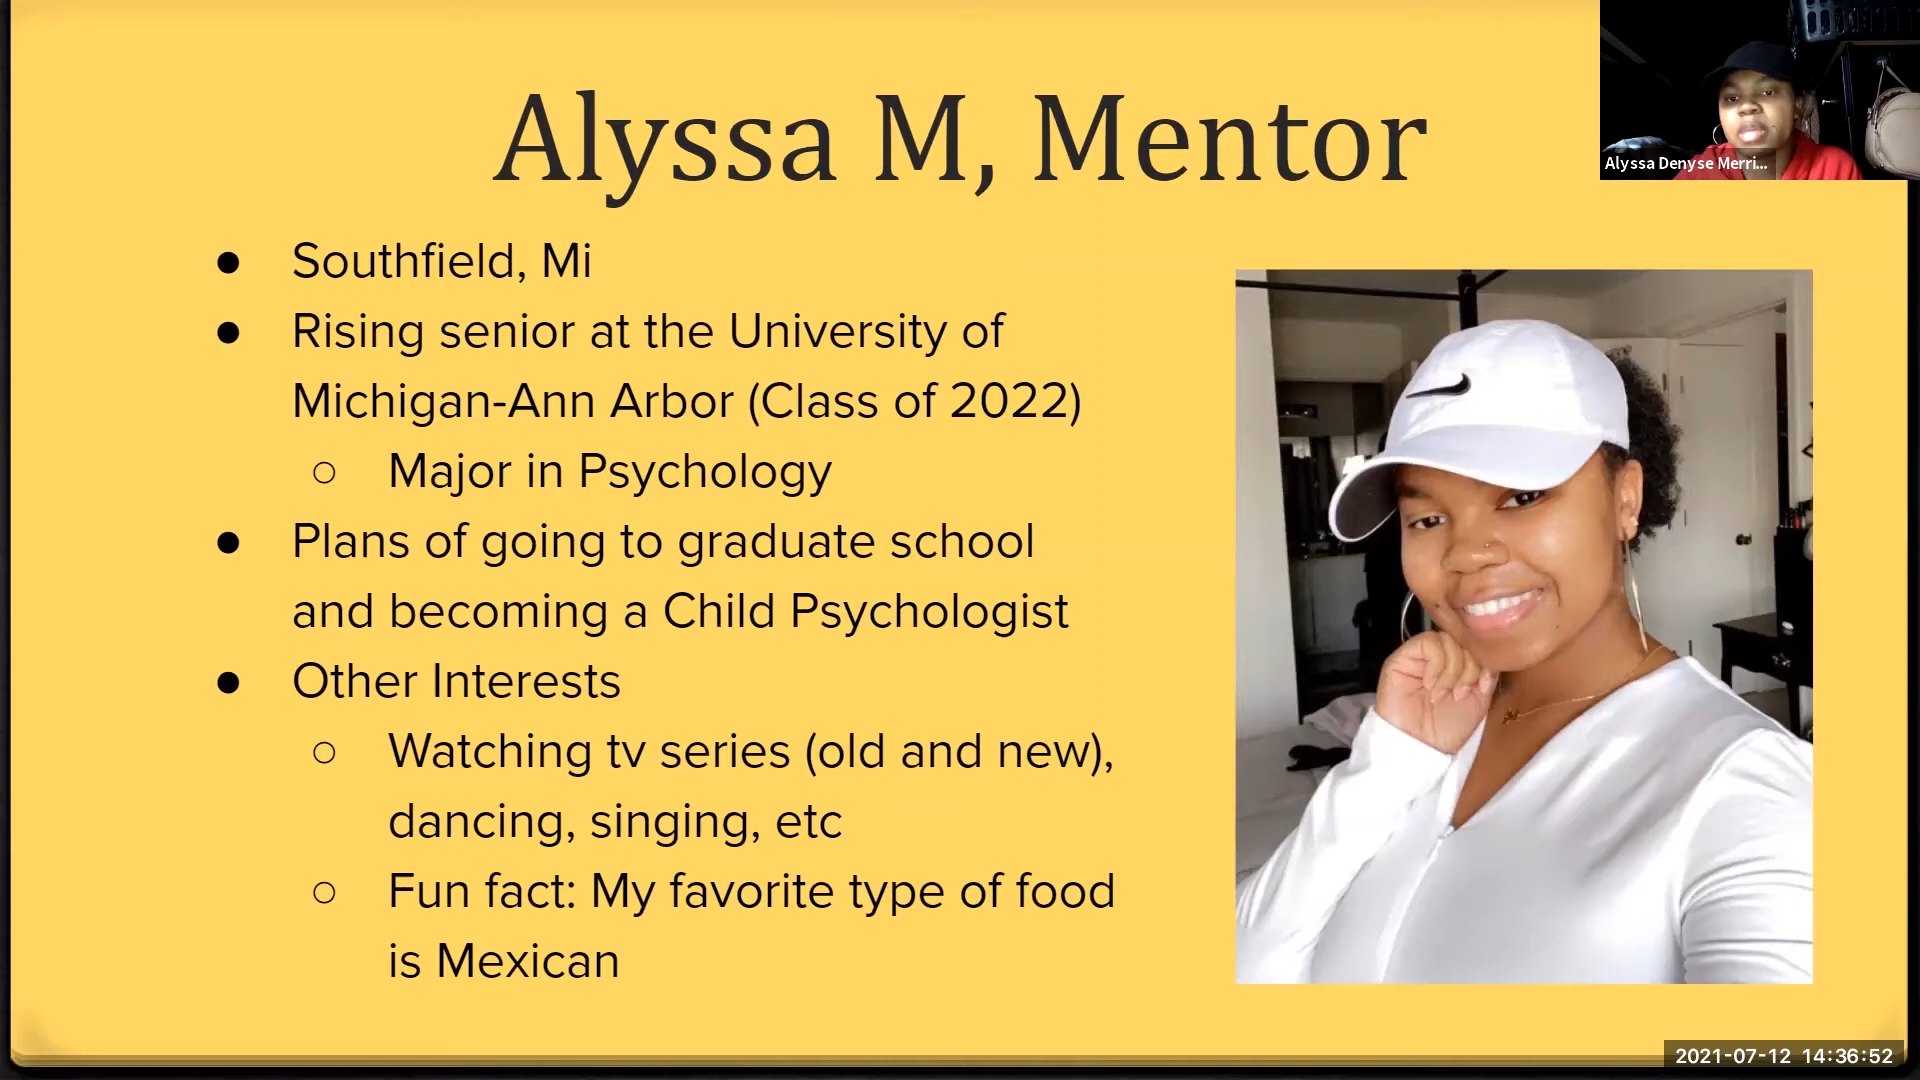 Alyssa M, Mentor
Alyssa Denyse Merri...
● Southfield, Mi
● Rising senior at the University of
Michigan-Ann Arbor (Class of 2022)
○ Major in Psychology
● Plans of going to graduate school
and becoming a Child Psychologist
● Other Interests
○ Watching tv series (old and new),
dancing, singing, etc
○ Fun fact: My favorite type of food
is Mexican
2021-07-12 14:36:52